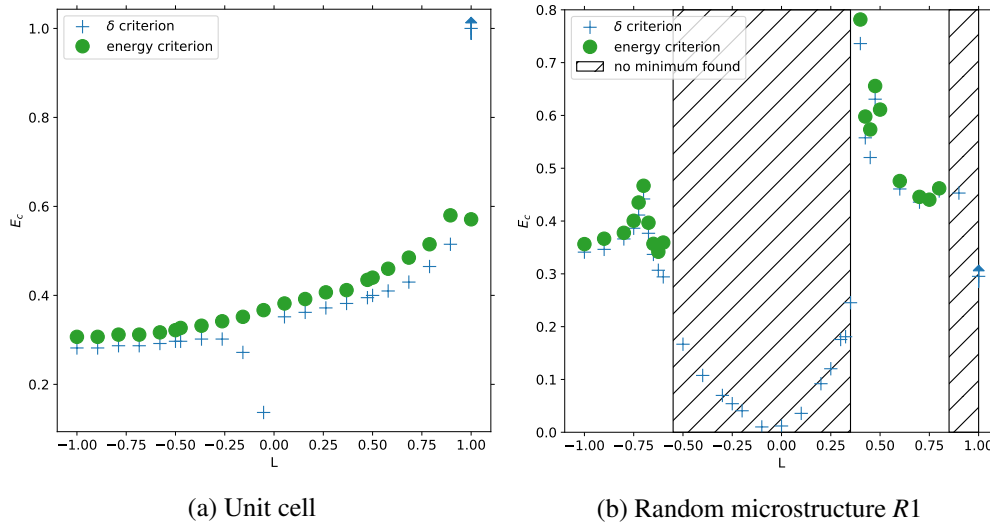 1.0
0.8
0.6
0.4
0.2
E_c
δ criterion
energy criterion
−1.00 −0.75 −0.50 −0.25 0.00 0.25 0.50 0.75 1.00
L
(a) Unit cell
0.8
0.7
0.6
0.5
0.4
0.3
0.2
0.1
0.0
E_c
δ criterion
energy criterion
no minimum found
−1.00 −0.75 −0.50 −0.25 0.00 0.25 0.50 0.75 1.00
L
(b) Random microstructure R1